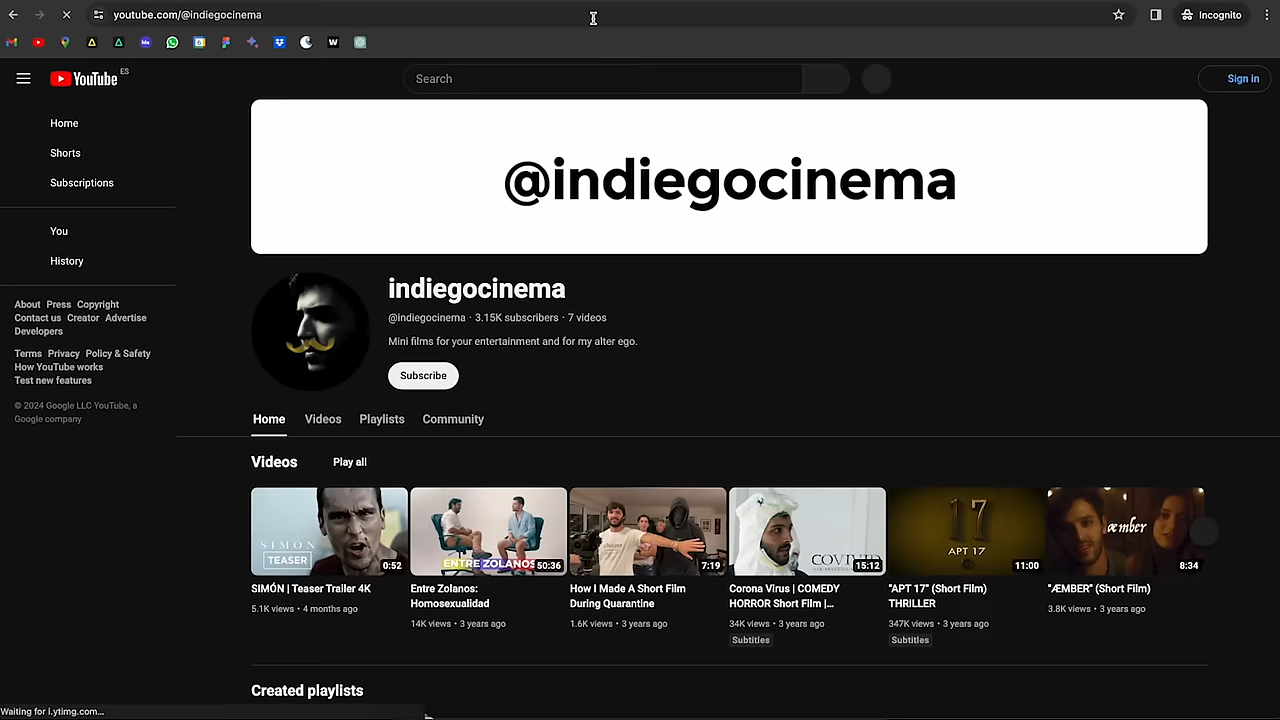 youtube.com/@indiegocinema
Incognito
YouTube ES
Search
Sign in
Home
Shorts
Subscriptions
You
History
About Press Copyright
Contact us Creator Advertise
Developers
Terms Privacy Policy & Safety
How YouTube works
Test new features
© 2024 Google LLC YouTube, a
Google company
@indiegocinema
indiegocinema
@indiegocinema · 3.15K subscribers · 7 videos
Mini films for your entertainment and for my alter ego.
Subscribe
Home Videos Playlists Community
Videos Play all
SIMÓN
TEASER
0:52
SIMÓN | Teaser Trailer 4K
5.1K views • 4 months ago
ENTRE ZOLANOS
50:36
Entre Zolanos:
Homosexualidad
14K views • 3 years ago
7:19
How I Made A Short Film
During Quarantine
1.6K views • 3 years ago
COVIVID
15:12
Corona Virus | COMEDY
HORROR Short Film |...
34K views • 3 years ago
Subtitles
17
APT 17
11:00
"APT 17" (Short Film)
THRILLER
347K views • 3 years ago
Subtitles
æmber
8:34
"ÆMBER" (Short Film)
3.8K views • 3 years ago
Created playlists
Waiting for i.ytimg.com...